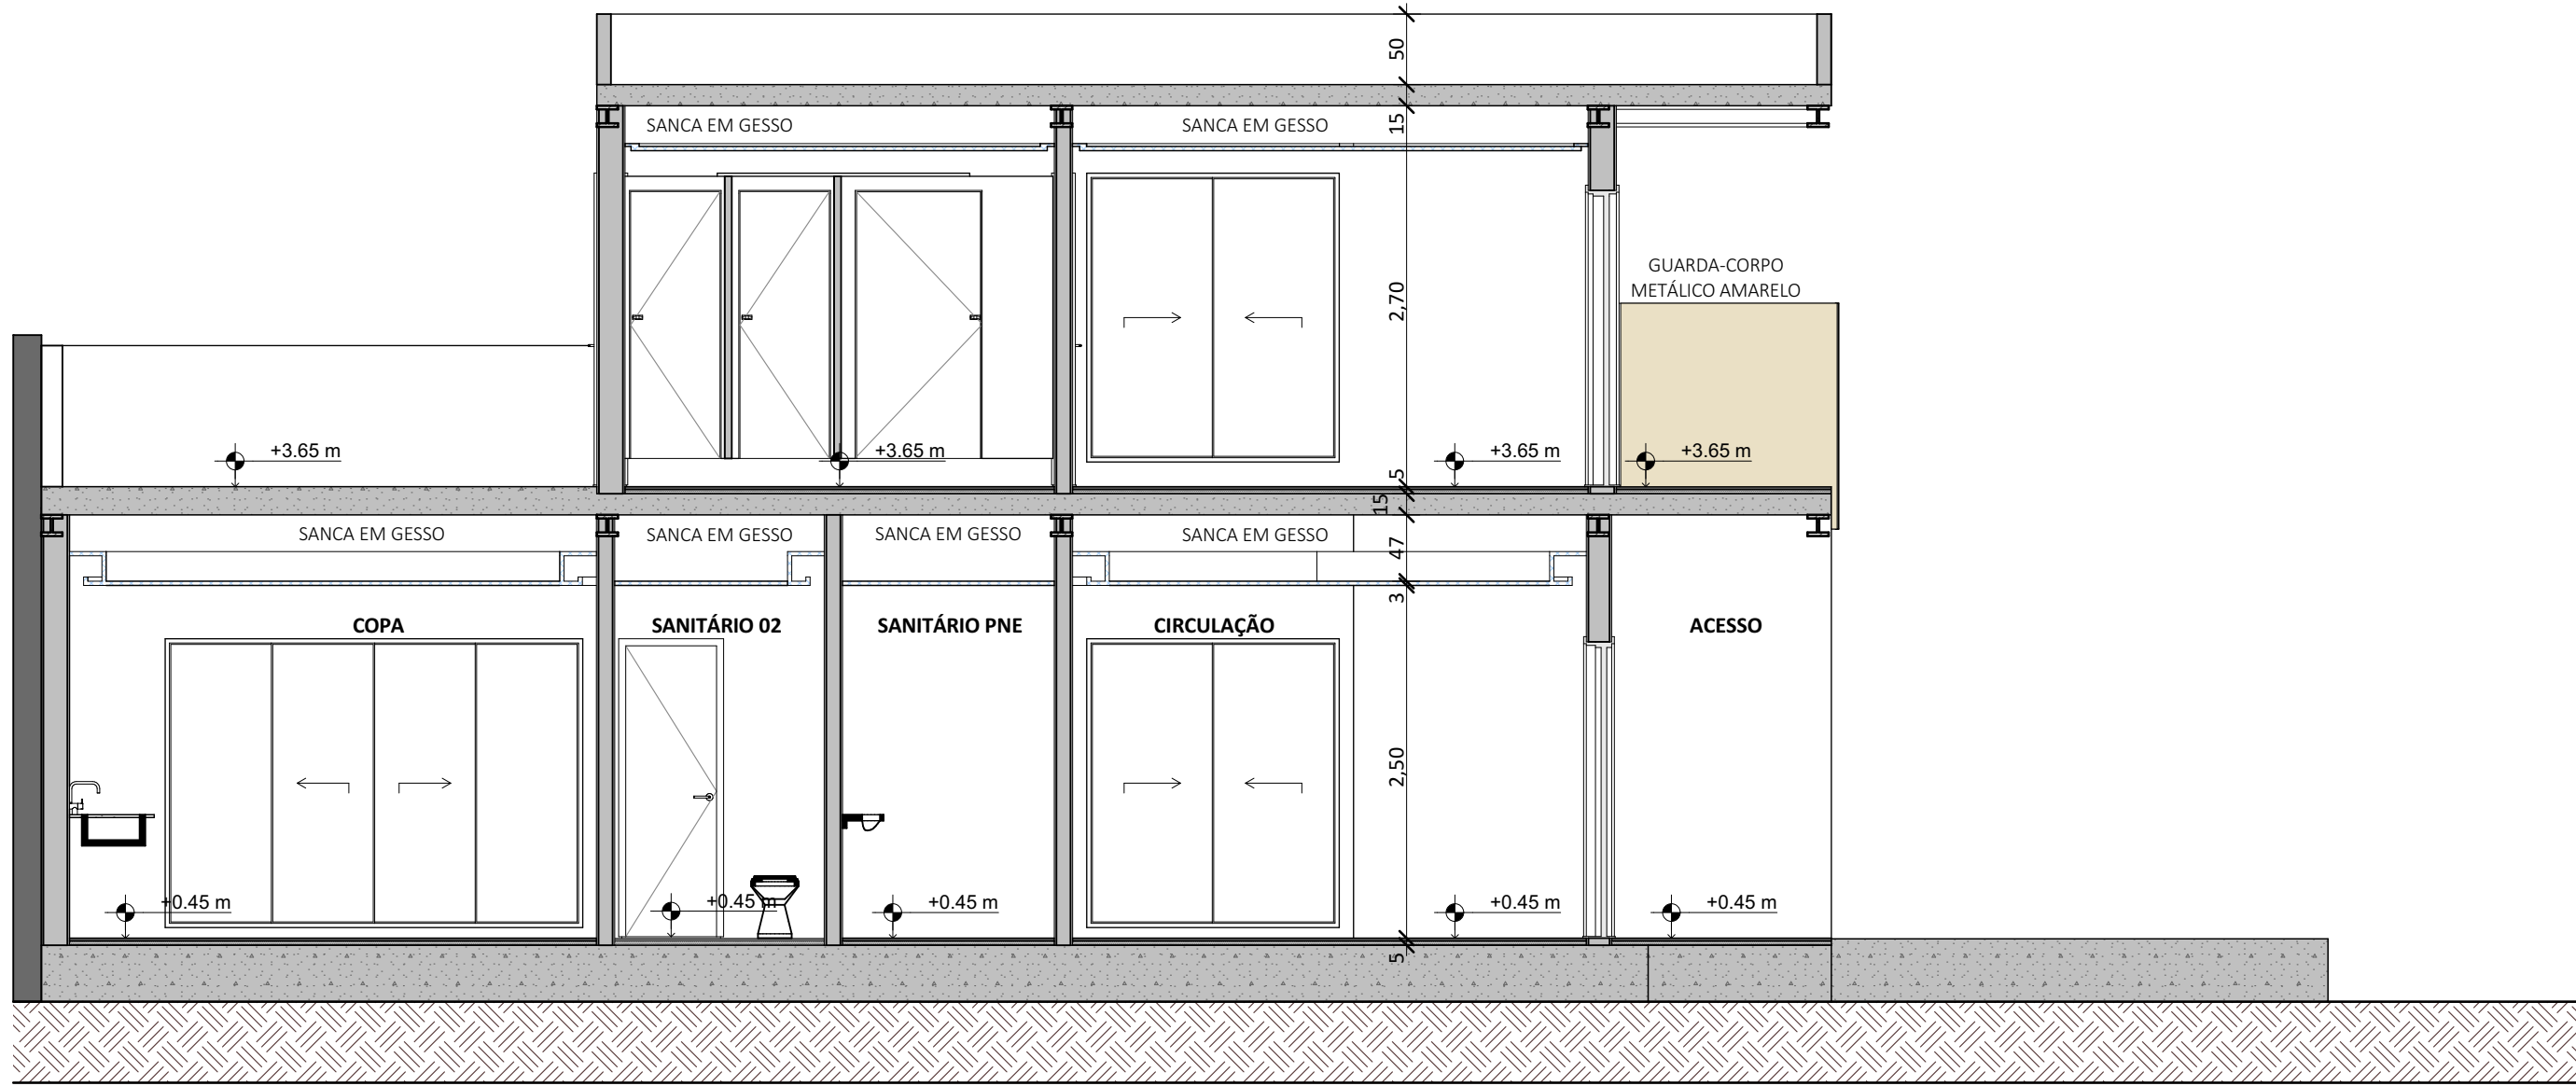 50
SANCA EM GESSO
SANCA EM GESSO
15
GUARDA-CORPO
METÁLICO AMARELO
2,70
+3.65 m
+3.65 m
+3.65 m
+3.65 m
5
15
SANCA EM GESSO
SANCA EM GESSO
SANCA EM GESSO
SANCA EM GESSO
47
3
COPA
SANITÁRIO 02
SANITÁRIO PNE
CIRCULAÇÃO
ACESSO
2,50
+0.45 m
+0.45 m
+0.45 m
+0.45 m
+0.45 m
5